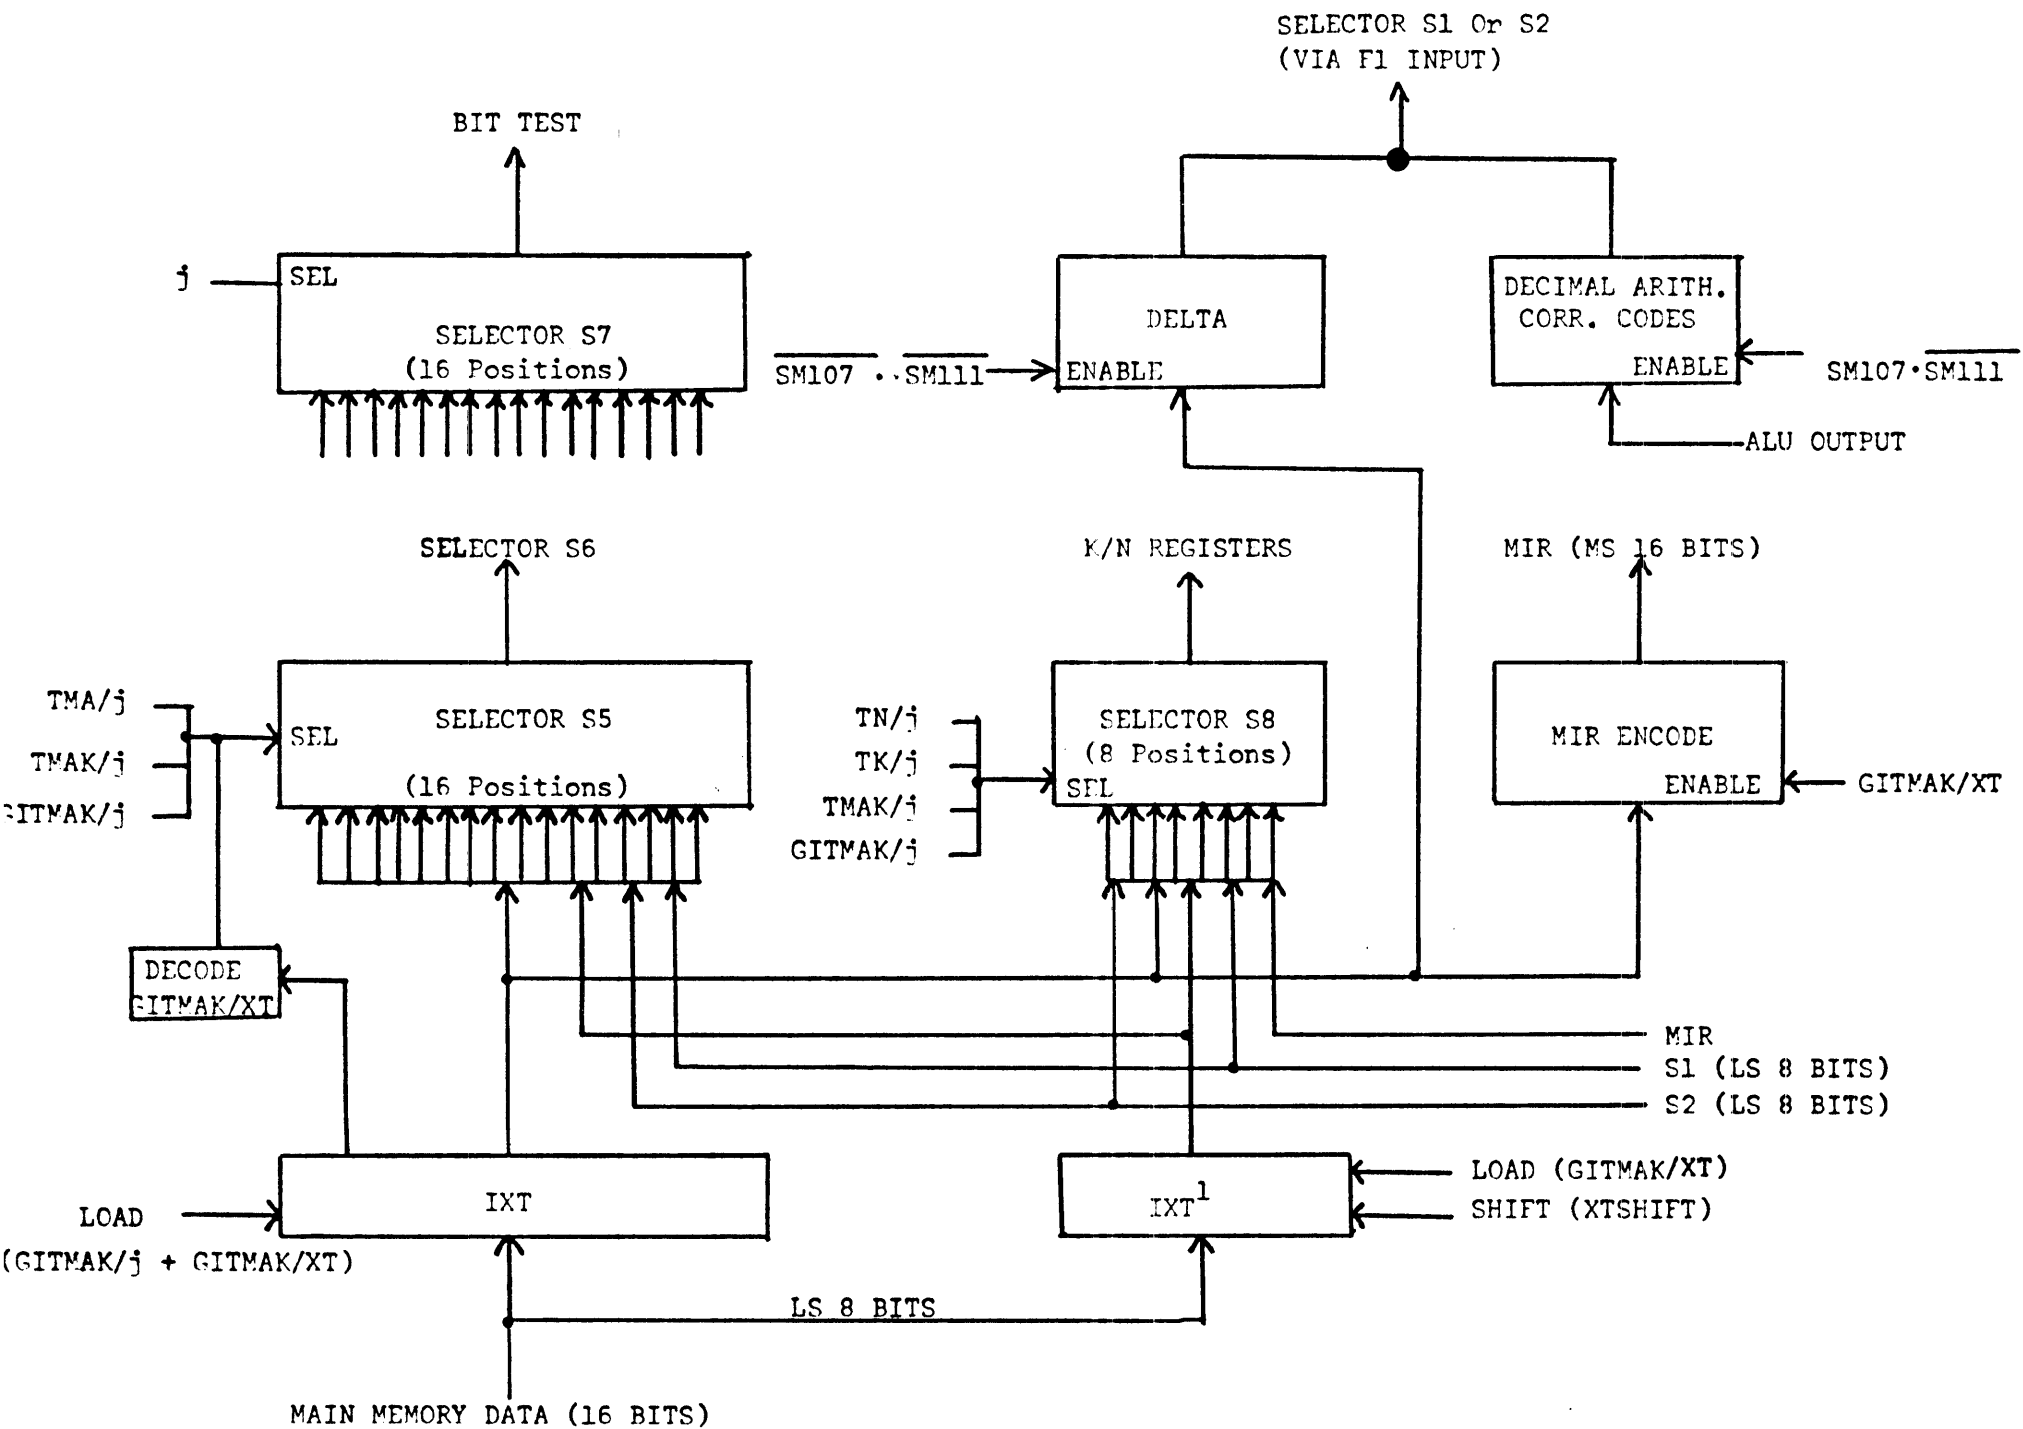 SELECTOR S1 Or S2
(VIA F1 INPUT)
BIT TEST
j
SEL
SELECTOR S7
(16 Positions)
DELTA
ENABLE
SM107 · SM111
DECIMAL ARITH.
CORR. CODES
ENABLE
SM107·SM111
ALU OUTPUT
SELECTOR S6
K/N REGISTERS
MIR (MS 16 BITS)
TMA/j
TMAK/j
GITMAK/j
SEL
SELECTOR S5
(16 Positions)
TN/j
TK/j
TMAK/j
GITMAK/j
SELECTOR S8
(8 Positions)
SEL
MIR ENCODE
ENABLE
GITMAK/XT
DECODE
GITMAK/XT
MIR
S1 (LS 8 BITS)
S2 (LS 8 BITS)
LOAD
(GITMAK/j + GITMAK/XT)
IXT
IXT1
LOAD (GITMAK/XT)
SHIFT (XTSHIFT)
LS 8 BITS
MAIN MEMORY DATA (16 BITS)